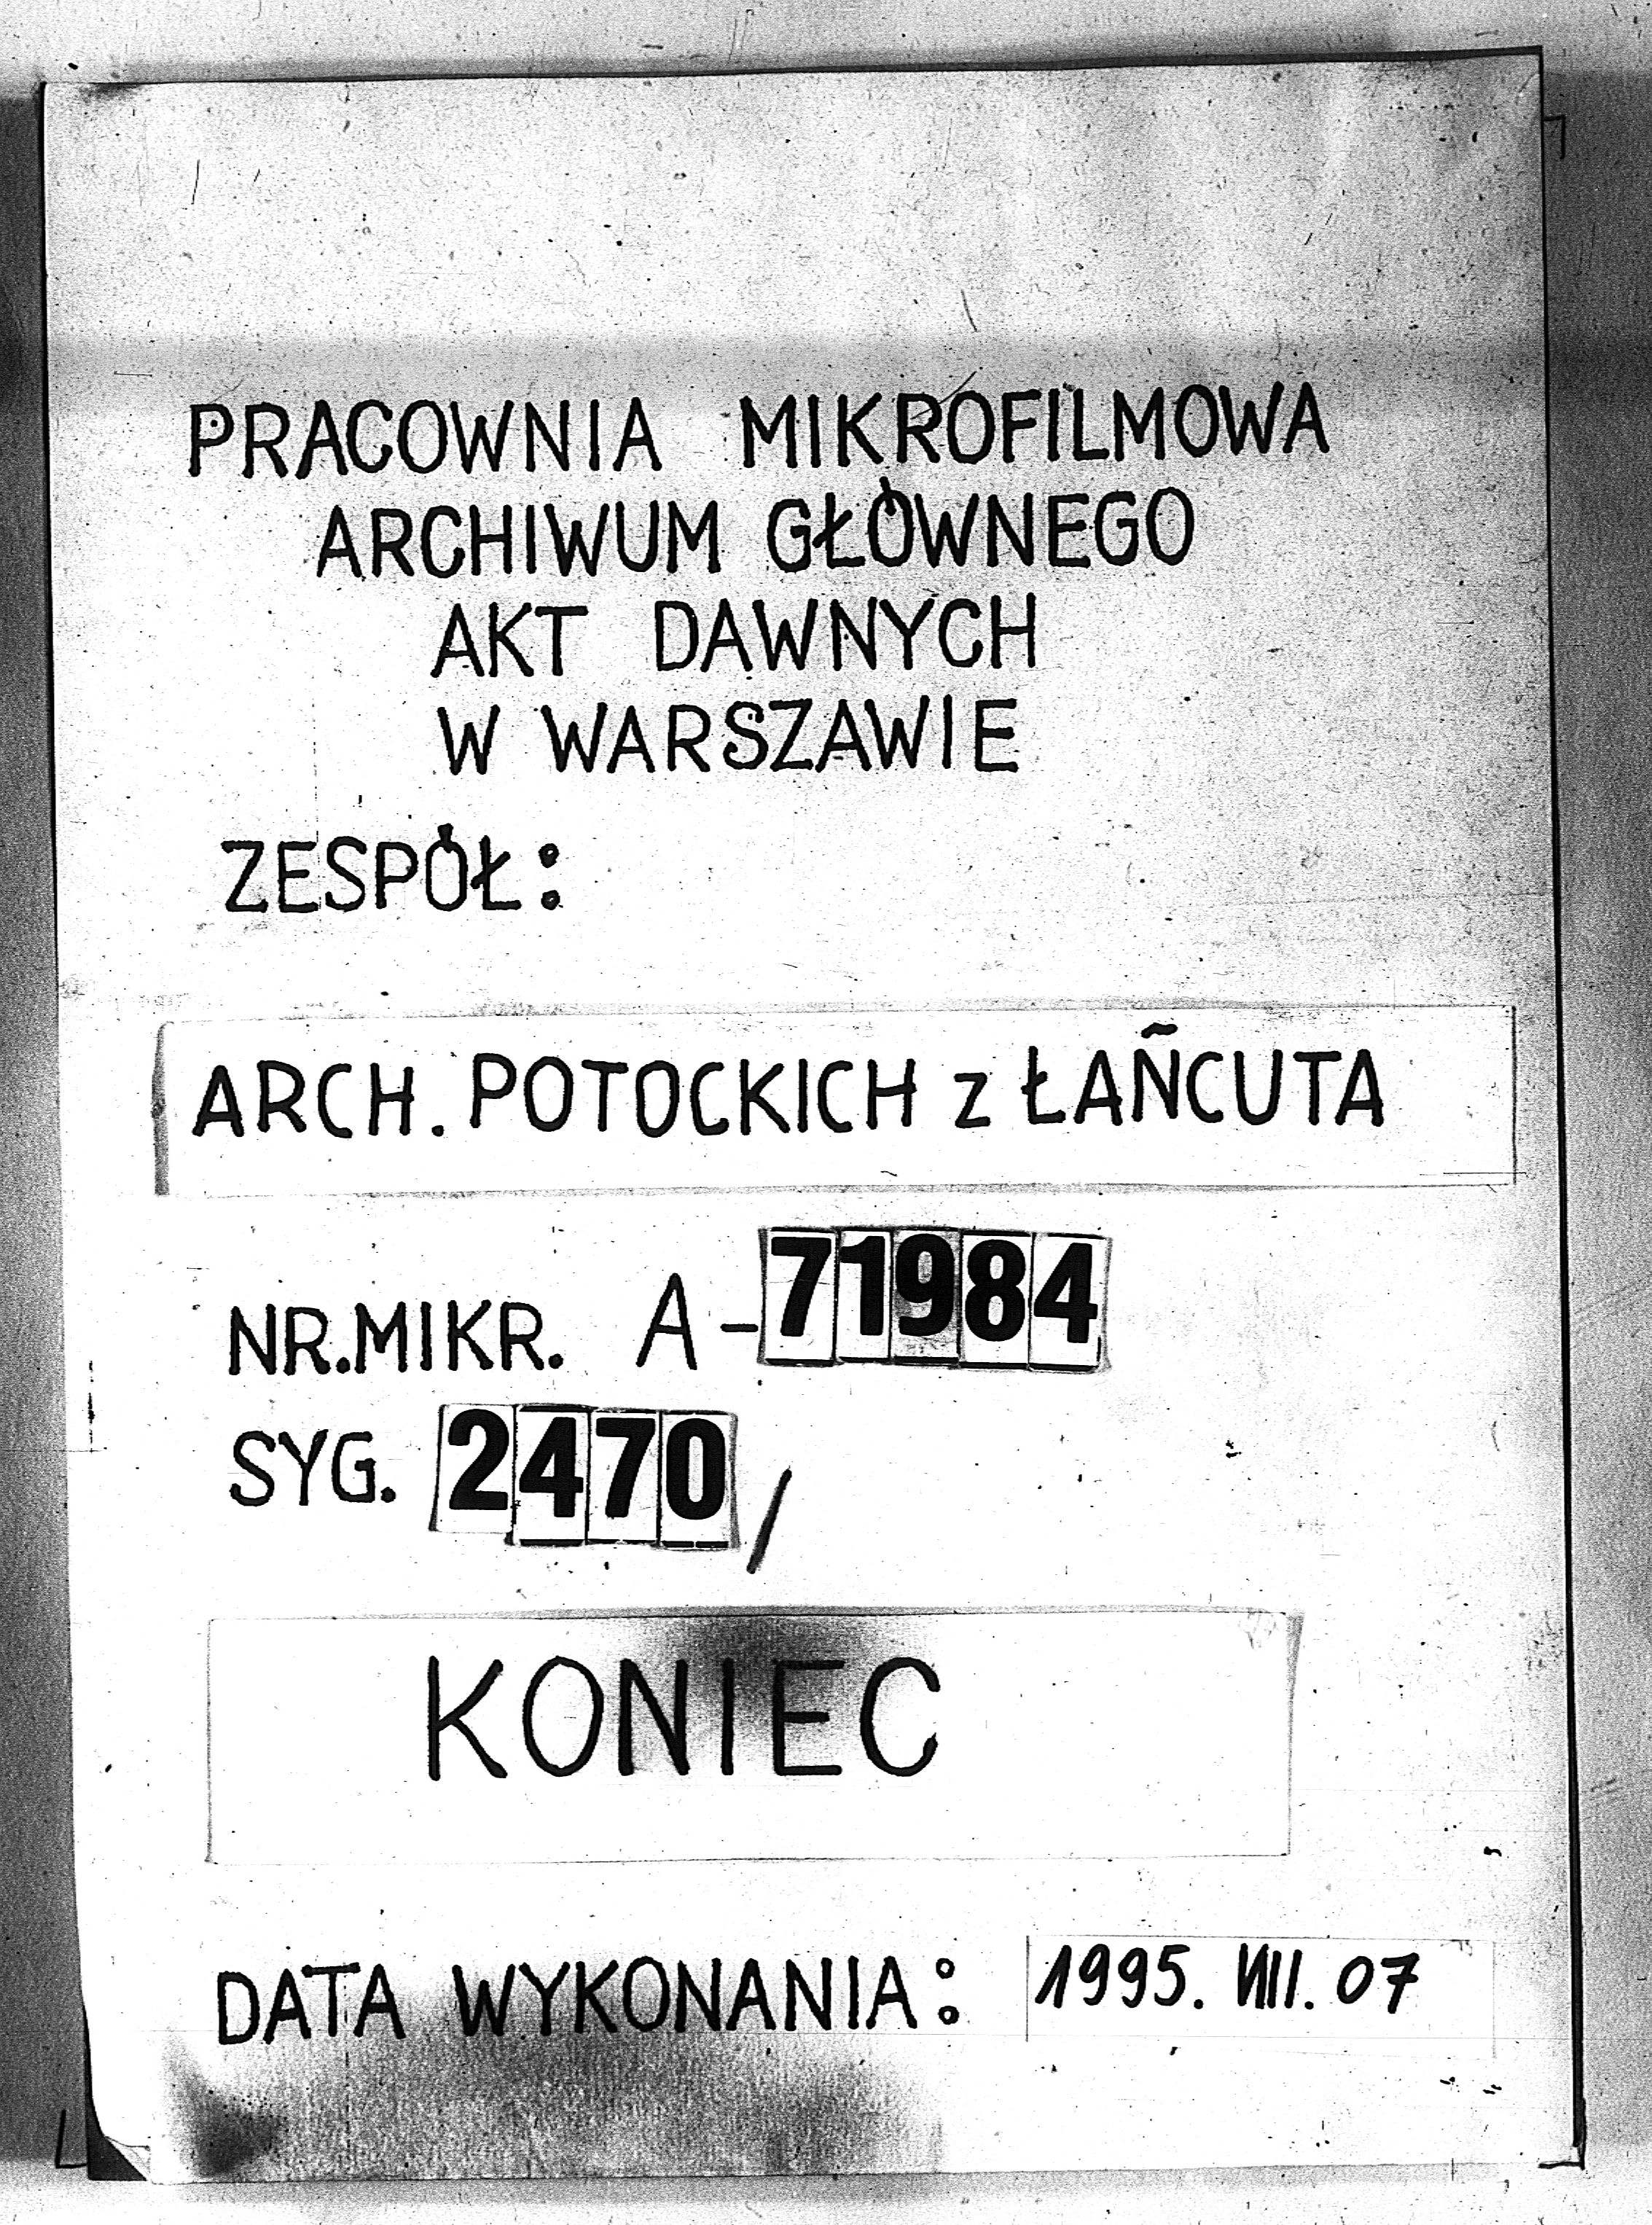 PRACOWNIA MIKROFILMOWA
ARCHIWUM GŁÓWNEGO
AKT DAWNYCH
W WARSZAWIE
ZESPÓŁ:
ARCH. POTOCKICH z ŁAÑCUTA
NR.MIKR. A-71984
SYG. 2470/
KONIEC
DATA WYKONANIA: 1995. VIII. 07